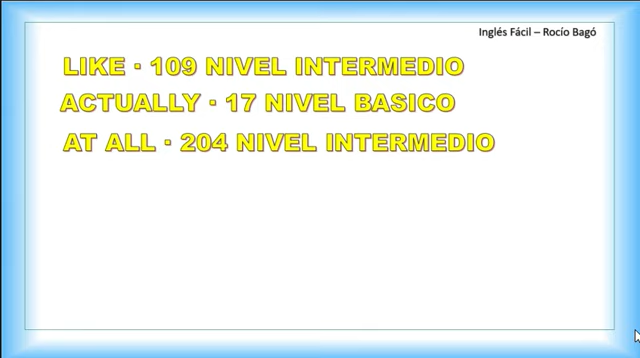 Inglés Fácil – Rocío Bagó
LIKE · 109 NIVEL INTERMEDIO
ACTUALLY · 17 NIVEL BASICO
AT ALL · 204 NIVEL INTERMEDIO